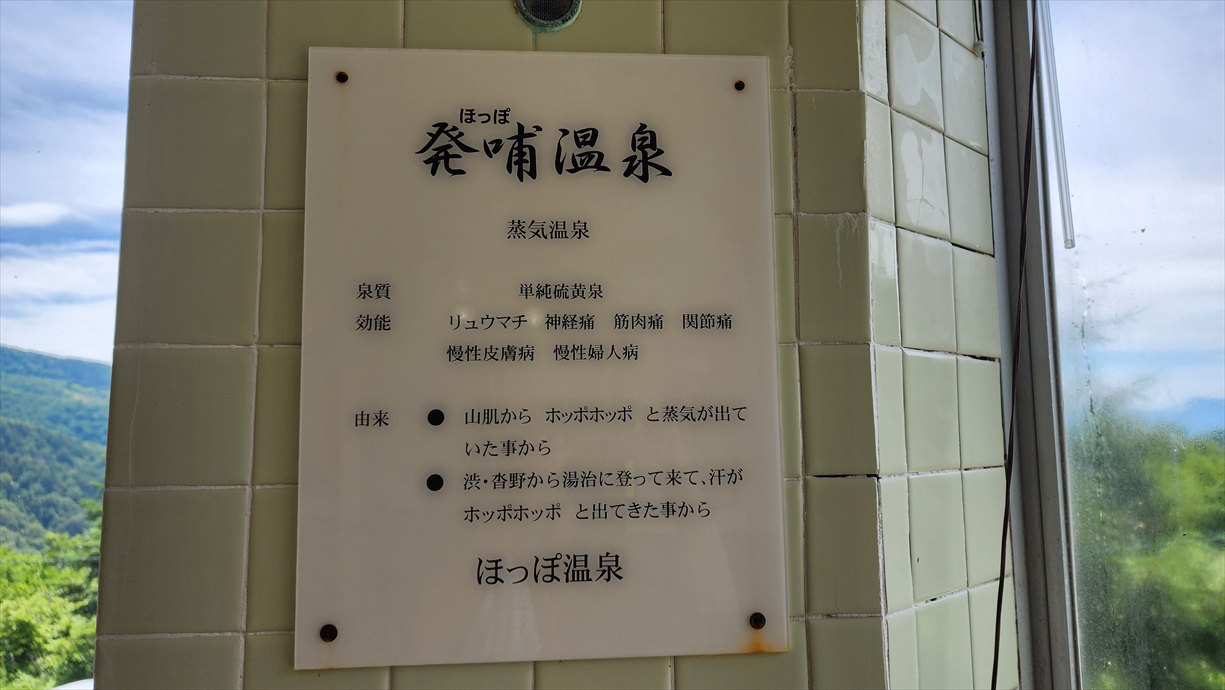 ほっぽ
発哺温泉
蒸気温泉
泉質 単純硫黄泉
効能 リュウマチ 神経痛 筋肉痛 関節痛
慢性皮膚病 慢性婦人病
由来 ● 山肌から ホッポホッポ と蒸気が出て
いた事から
● 渋・沓野から湯治に登って来て、汗が
ホッポホッポ と出てきた事から
ほっぽ温泉